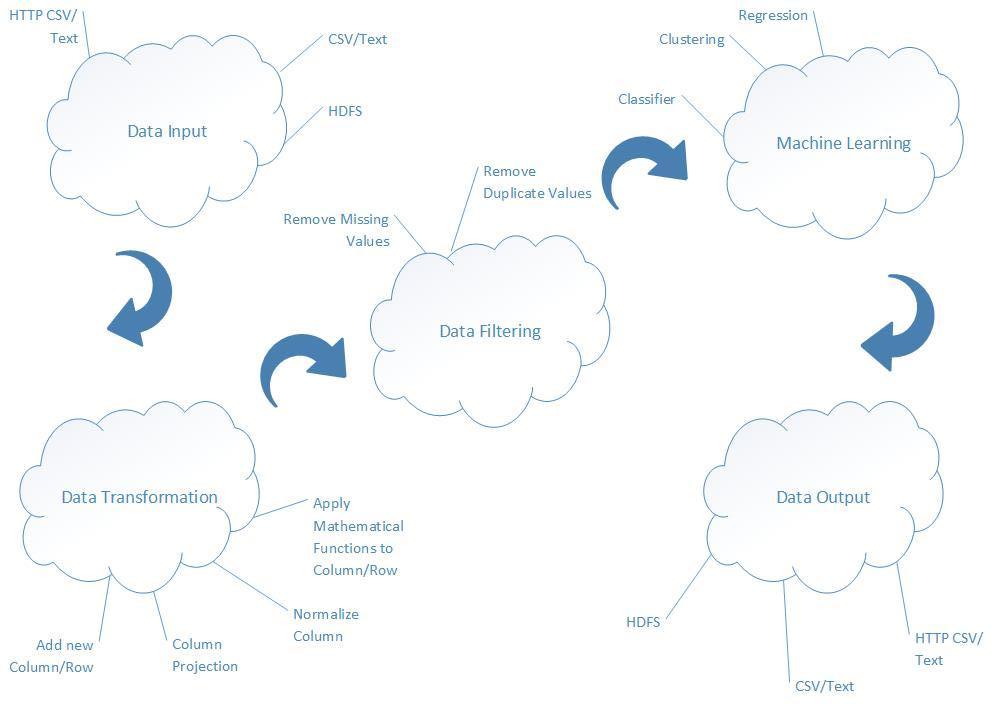 HTTP CSV/
Text
CSV/Text
HDFS
Data Input
Regression
Clustering
Classifier
Machine Learning
Remove
Duplicate Values
Remove Missing
Values
Data Filtering
Data Transformation
Apply
Mathematical
Functions to
Column/Row
Normalize
Column
Add new
Column/Row
Column
Projection
Data Output
HDFS
CSV/Text
HTTP CSV/
Text